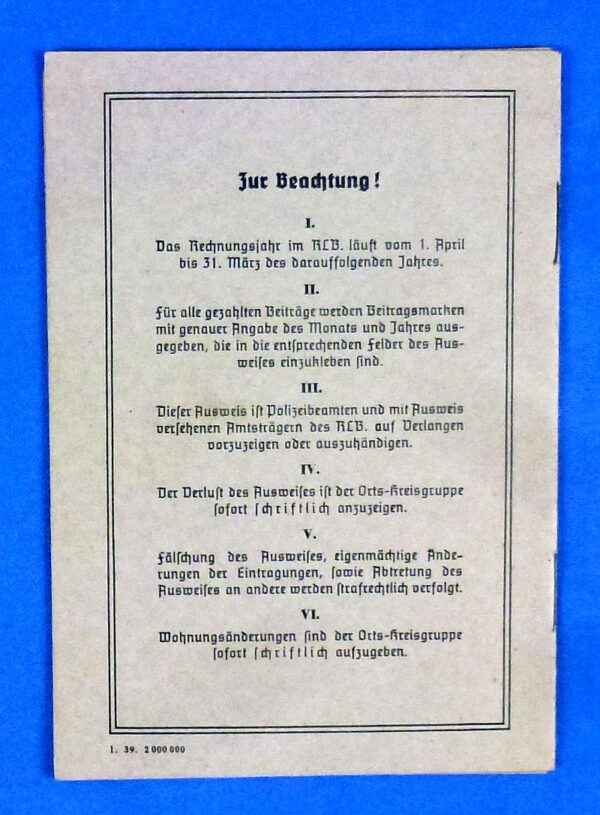 Zur Beachtung!
I.
Das Rechnungsjahr im RLB. läuft vom 1. April
bis 31. März des darauffolgenden Jahres.
II.
Für alle gezahlten Beiträge werden Beitragsmarken
mit genauer Angabe des Monats und Jahres aus-
gegeben, die in die entsprechenden Felder des Aus-
weises einzukleben sind.
III.
Dieser Ausweis ist Polizeibeamten und mit Ausweis
versehenen Amtsträgern des RLB. auf Verlangen
vorzuzeigen oder auszuhändigen.
IV.
Der Verlust des Ausweises ist der Orts-Kreisgruppe
sofort schriftlich anzuzeigen.
V.
Fälschung des Ausweises, eigenmächtige Ände-
rungen der Eintragungen, sowie Abtretung des
Ausweises an andere werden strafrechtlich verfolgt.
VI.
Wohnungsänderungen sind der Orts-Kreisgruppe
sofort schriftlich aufzugeben.
1. 39. 2 000 000